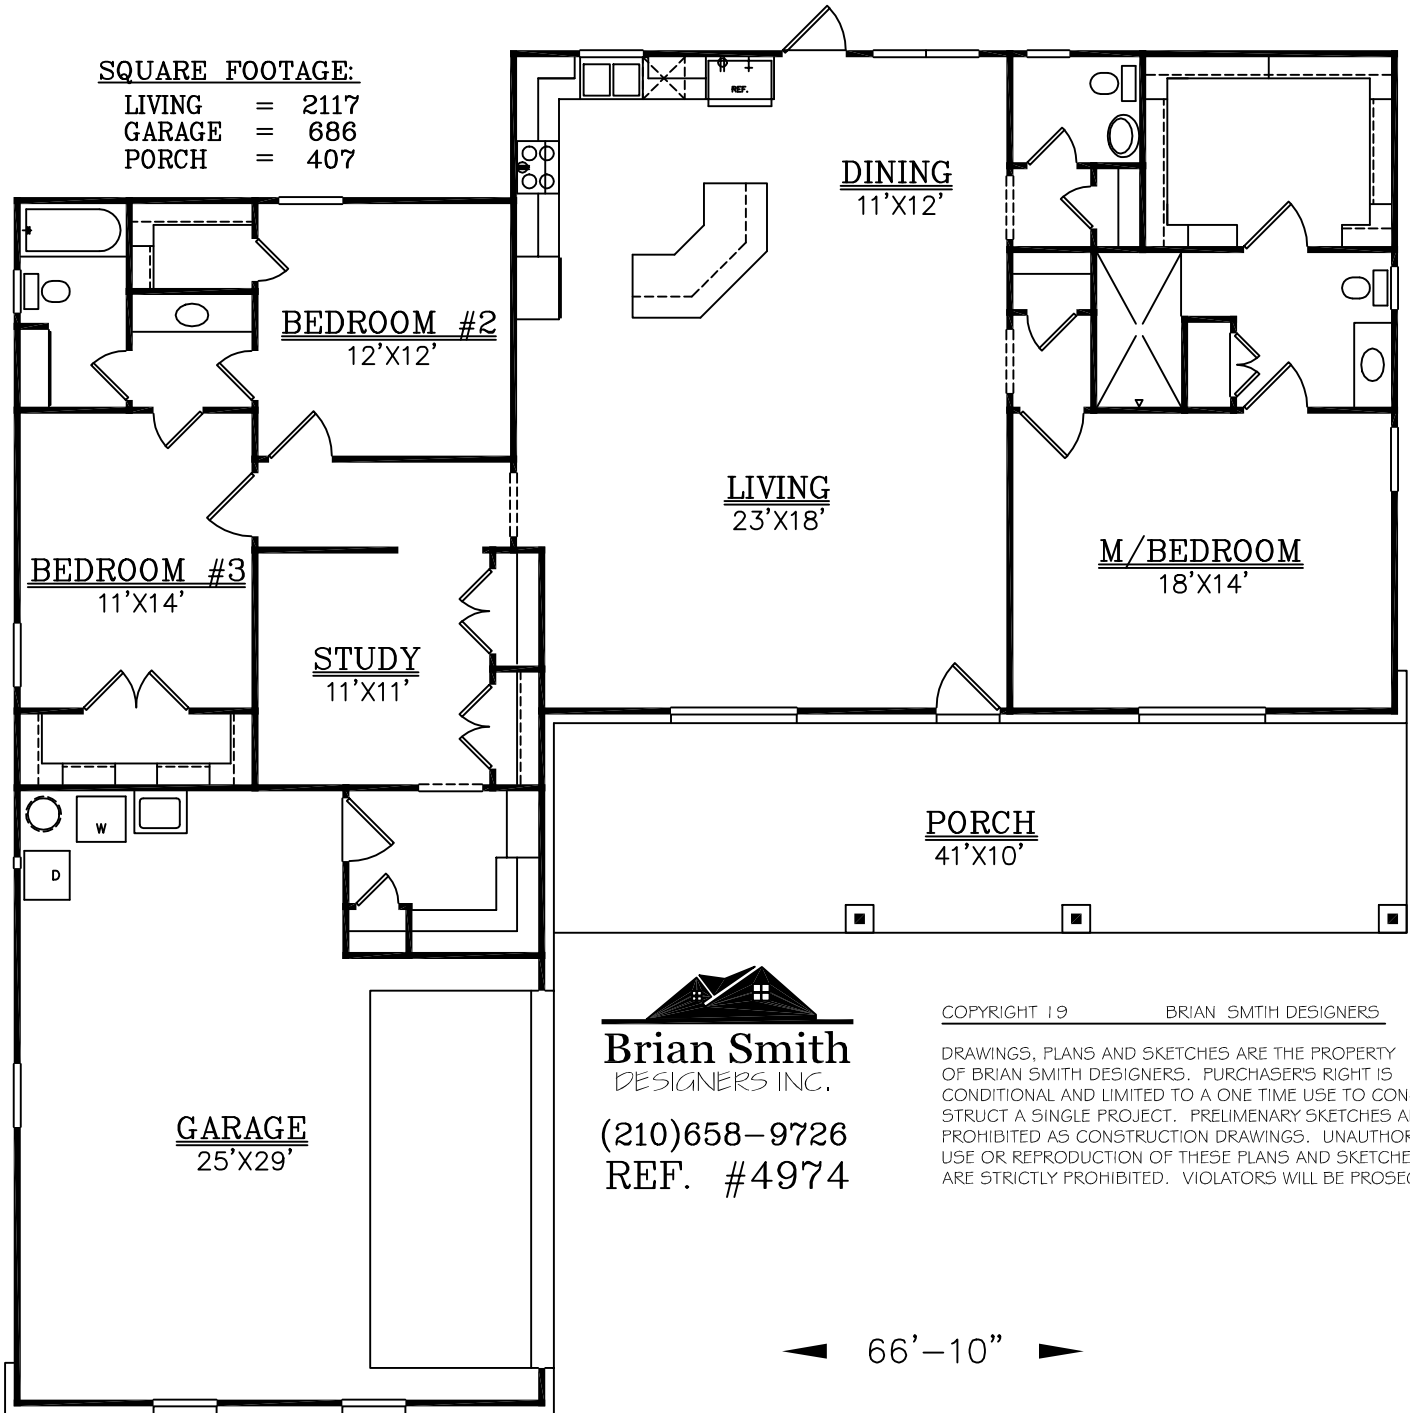 SQUARE FOOTAGE:
LIVING = 2117
GARAGE = 686
PORCH = 407
REF.
DINING
11'X12'
BEDROOM #2
12'X12'
LIVING
23'X18'
M/BEDROOM
18'X14'
BEDROOM #3
11'X14'
STUDY
11'X11'
W
D
PORCH
41'X10'
GARAGE
25'X29'
Brian Smith
DESIGNERS INC.
(210)658-9726
REF. #4974
COPYRIGHT 19 BRIAN SMTIH DESIGNERS
DRAWINGS, PLANS AND SKETCHES ARE THE PROPERTY
OF BRIAN SMITH DESIGNERS. PURCHASER'S RIGHT IS
CONDITIONAL AND LIMITED TO A ONE TIME USE TO CON
STRUCT A SINGLE PROJECT. PRELIMENARY SKETCHES A
PROHIBITED AS CONSTRUCTION DRAWINGS. UNAUTHOR
USE OR REPRODUCTION OF THESE PLANS AND SKETCHE
ARE STRICTLY PROHIBITED. VIOLATORS WILL BE PROSE
66'-10"